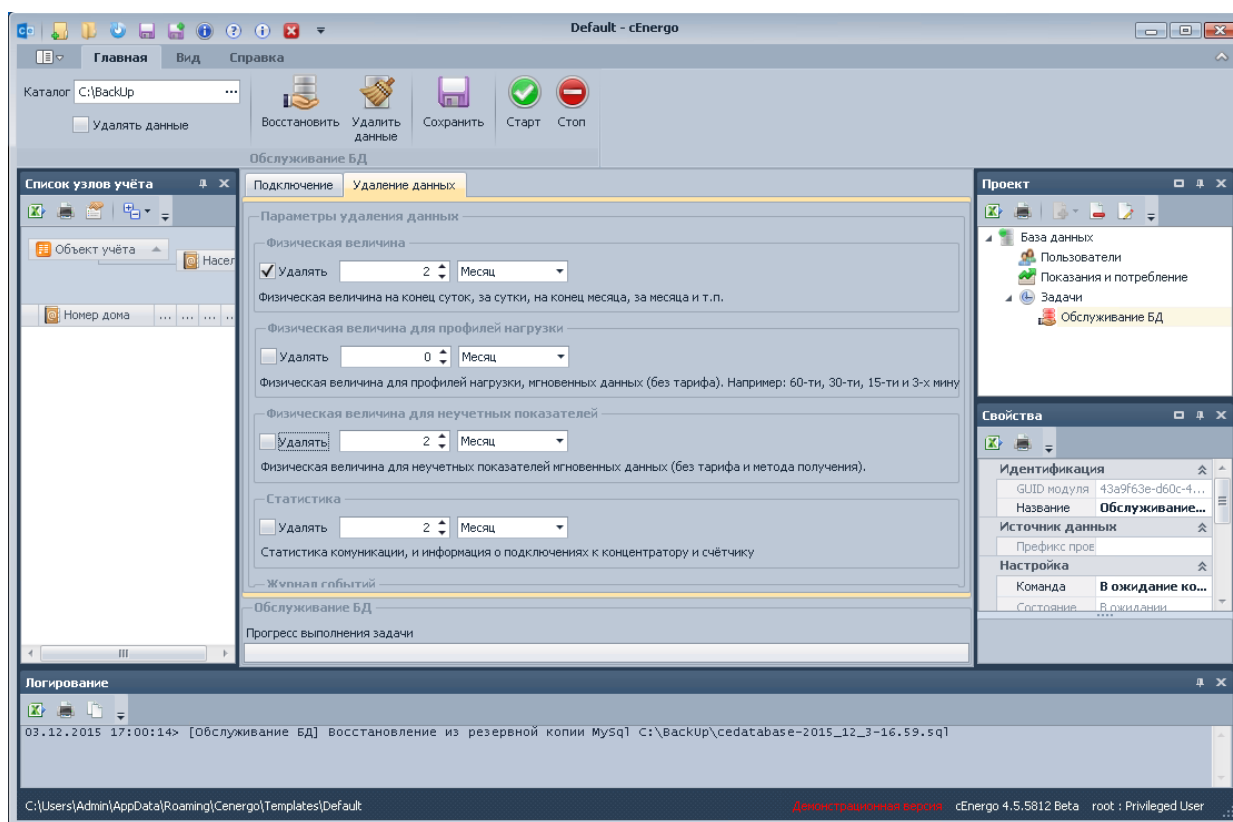 Default - cEnergo
Главная Вид Справка
Каталог C:\BackUp ...
Удалять данные
Восстановить Удалить данные Сохранить Старт Стоп
Обслуживание БД
Список узлов учёта
Объект учёта
Насел
Номер дома ... ... ... ..
Подключение Удаление данных
Параметры удаления данных
Физическая величина
Удалять 2 Месяц
Физическая величина на конец суток, за сутки, на конец месяца, за месяца и т.п.
Физическая величина для профилей нагрузки
Удалять 0 Месяц
Физическая величина для профилей нагрузки, мгновенных данных (без тарифа). Например: 60-ти, 30-ти, 15-ти и 3-х мину
Физическая величина для неучетных показателей
Удалять 2 Месяц
Физическая величина для неучетных показателей мгновенных данных (без тарифа и метода получения).
Статистика
Удалять 2 Месяц
Статистика комуникации, и информация о подключениях к концентратору и счётчику
Журнал событий
Обслуживание БД
Прогресс выполнения задачи
Проект
База данных
Пользователи
Показания и потребление
Задачи
Обслуживание БД
Свойства
Идентификация
GUID модуля 43a9f63e-d60c-4...
Название Обслуживание...
Источник данных
Префикс прое
Настройка
Команда В ожидание ко...
Состояние В ожидании
Логирование
03.12.2015 17:00:14> [Обслуживание БД] Восстановление из резервной копии MySql C:\BackUp\cedatabase-2015_12_3-16.59.sql
C:\Users\Admin\AppData\Roaming\Cenergo\Templates\Default Демонстрационная версия cEnergo 4.5.5812 Beta root : Privileged User